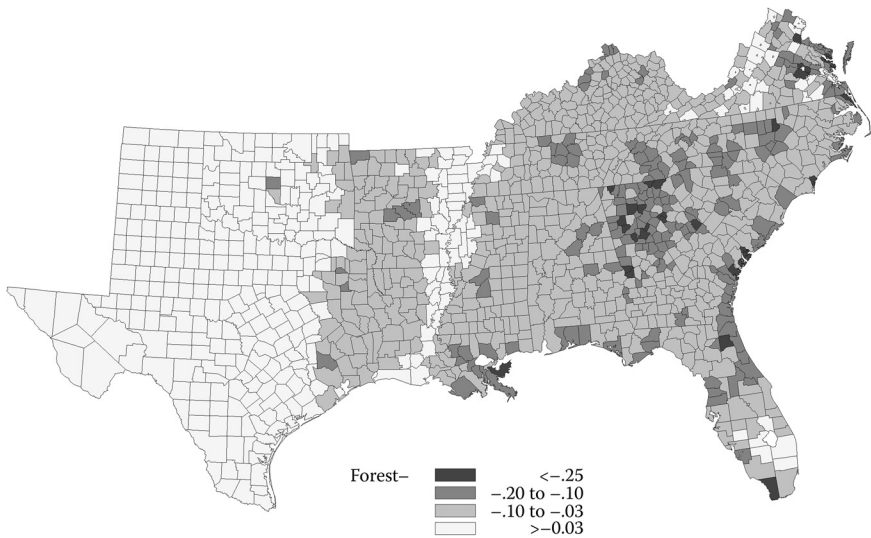 Forest– <–.25
–.20 to –.10
–.10 to –.03
>–0.03